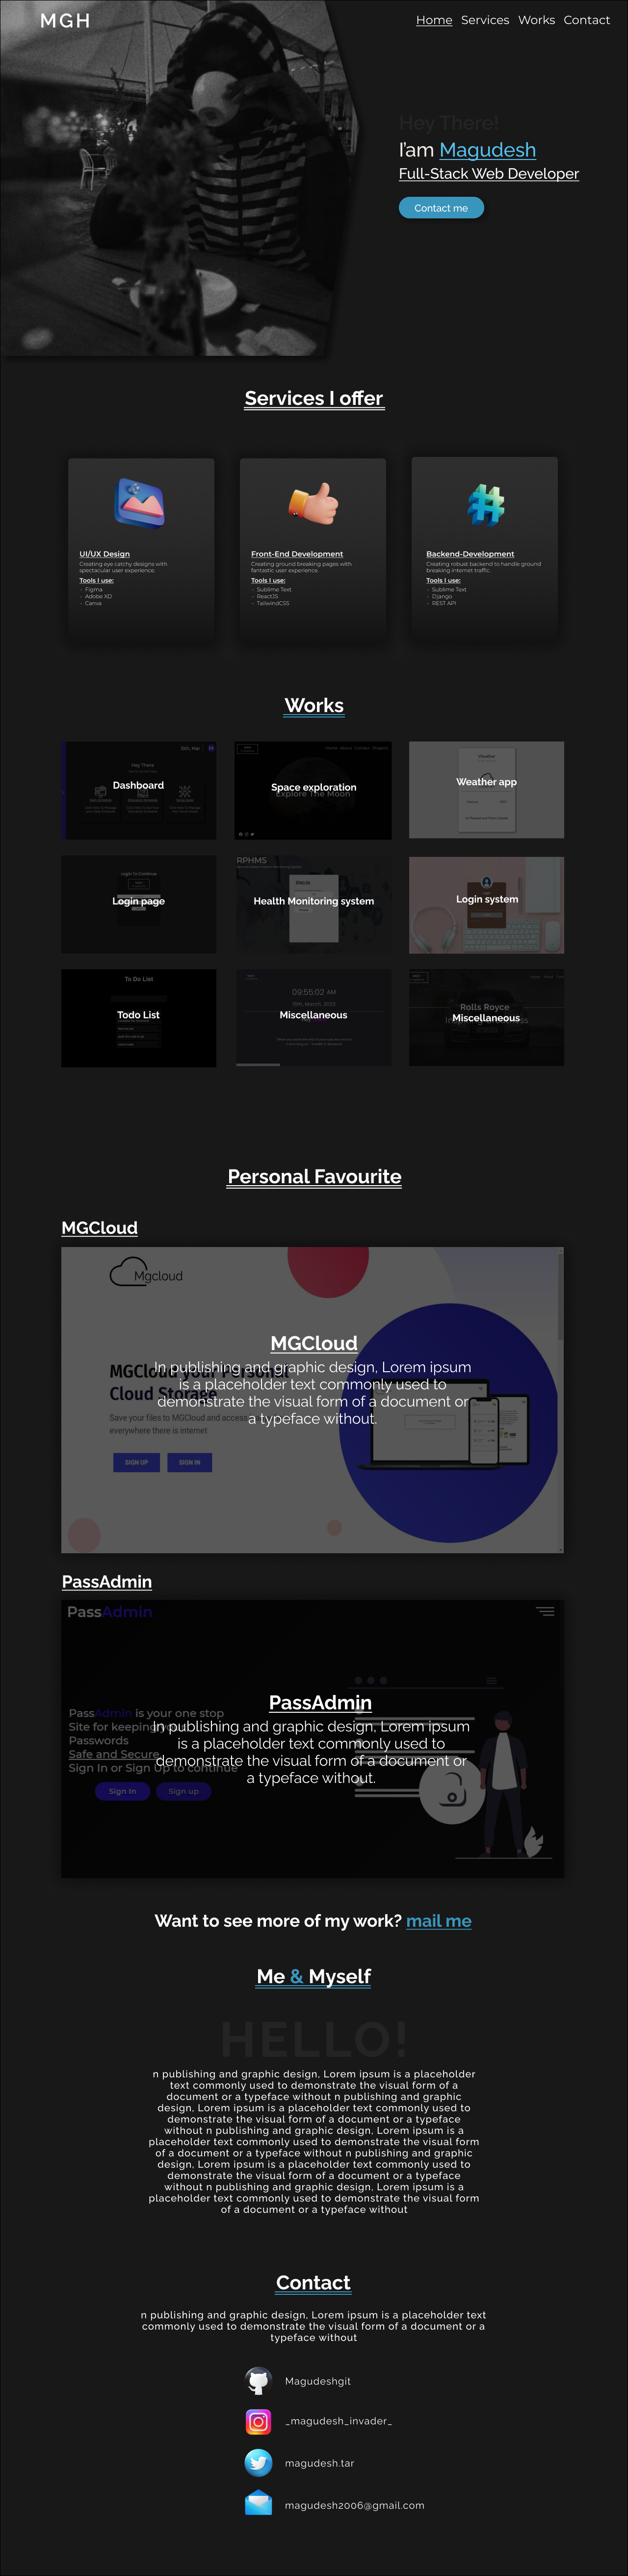 MGH
Home Services Works Contact
Hey There!
I'am Magudesh
Full-Stack Web Developer
Contact me
Services I offer
UI/UX Design
Creating eye catchy designs with
spectacular user experience.
Tools I use:
- Figma
- Adobe XD
- Canva
Front-End Development
Creating ground breaking pages with
fantastic user experience.
Tools I use:
- Sublime Text
- ReactJS
- TailwindCSS
Backend-Development
Creating robust backend to handle ground
breaking internet traffic.
Tools I use:
- Sublime Text
- Django
- REST API
Works
Hey There
Dashboard
Space exploration
Explore The Moon
Weather app
Login To Continue
Login page
RPHMS
Health Monitoring system
Login system
To Do List
Todo List
09:55:02 AM
15th, March, 2022
Miscellaneous
Rolls Royce
Miscellaneous
Personal Favourite
MGCloud
Mgcloud
MGCloud
MGCloud your Personal
Cloud Storage
In publishing and graphic design, Lorem ipsum
is a placeholder text commonly used to
demonstrate the visual form of a document or
a typeface without.
Save your files to MGCloud and access
everywhere there is internet
SIGN UP SIGN IN
PassAdmin
PassAdmin
PassAdmin
PassAdmin is your one stop
Site for keeping
Passwords
Safe and Secure
Sign In or Sign Up to continue
In publishing and graphic design, Lorem ipsum
is a placeholder text commonly used to
demonstrate the visual form of a document or
a typeface without.
Sign In Sign up
Want to see more of my work? mail me
Me & Myself
HELLO!
n publishing and graphic design, Lorem ipsum is a placeholder
text commonly used to demonstrate the visual form of a
document or a typeface without n publishing and graphic
design, Lorem ipsum is a placeholder text commonly used to
demonstrate the visual form of a document or a typeface
without n publishing and graphic design, Lorem ipsum is a
placeholder text commonly used to demonstrate the visual form
of a document or a typeface without n publishing and graphic
design, Lorem ipsum is a placeholder text commonly used to
demonstrate the visual form of a document or a typeface
without n publishing and graphic design, Lorem ipsum is a
placeholder text commonly used to demonstrate the visual form
of a document or a typeface without
Contact
n publishing and graphic design, Lorem ipsum is a placeholder text
commonly used to demonstrate the visual form of a document or a
typeface without
Magudeshgit
_magudesh_invader_
magudesh.tar
magudesh2006@gmail.com